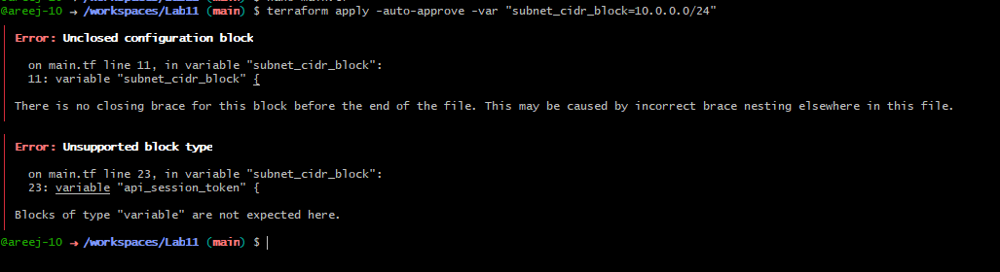 @areej-10 → /workspaces/Lab11 (main) $ terraform apply -auto-approve -var "subnet_cidr_block=10.0.0.0/24"
Error: Unclosed configuration block
on main.tf line 11, in variable "subnet_cidr_block":
11: variable "subnet_cidr_block" {
There is no closing brace for this block before the end of the file. This may be caused by incorrect brace nesting elsewhere in this file.
Error: Unsupported block type
on main.tf line 23, in variable "subnet_cidr_block":
23: variable "api_session_token" {
Blocks of type "variable" are not expected here.
@areej-10 → /workspaces/Lab11 (main) $